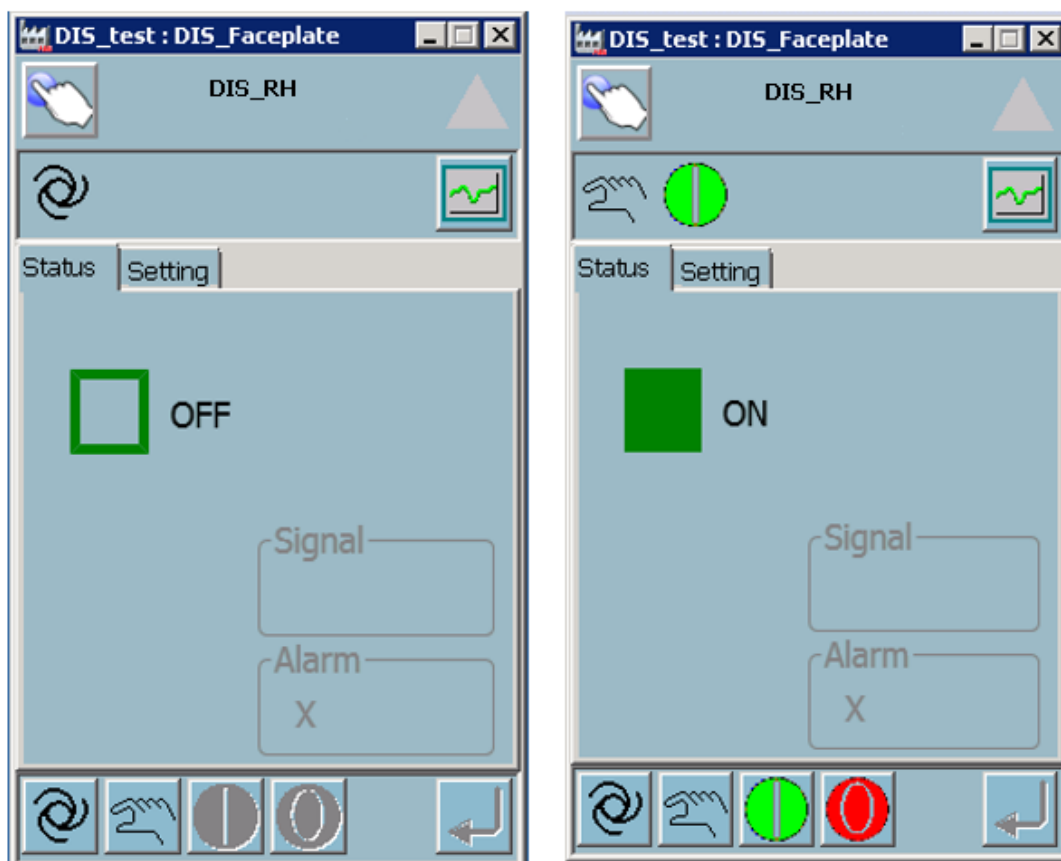 DIS_test : DIS_Faceplate
DIS_RH
Status Setting
OFF
Signal
Alarm
X
DIS_test : DIS_Faceplate
DIS_RH
Status Setting
ON
Signal
Alarm
X